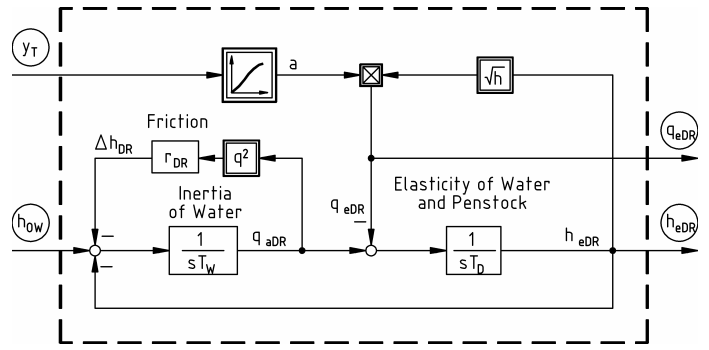 y_T
a
√h
Friction
Δh_DR
r_DR
q²
q_eDR
Inertia
of Water
Elasticity of Water
and Penstock
q_eDR
h_OW
h_eDR
−
−
−
1
sT_W
q_aDR
1
sT_D
h_eDR